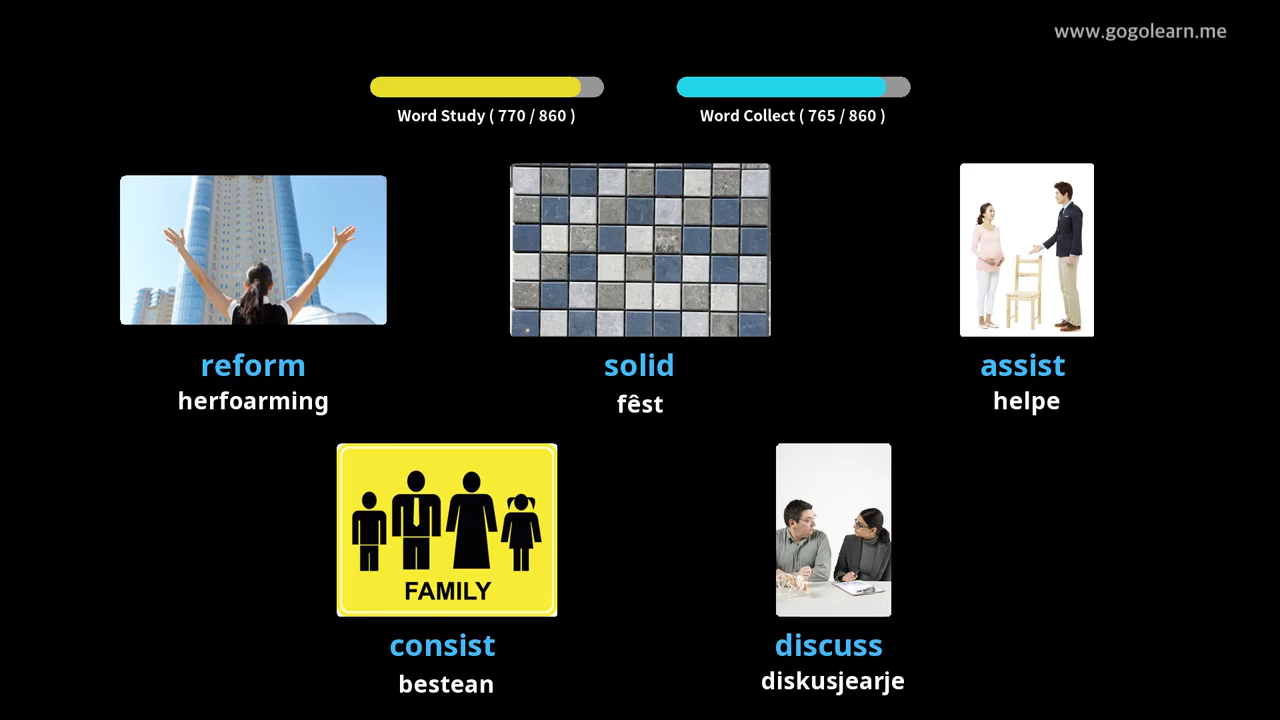 www.gogolearn.me
Word Study ( 770 / 860 )
Word Collect ( 765 / 860 )
reform
herfoarming
solid
fêst
assist
helpe
FAMILY
consist
bestean
discuss
diskusjearje